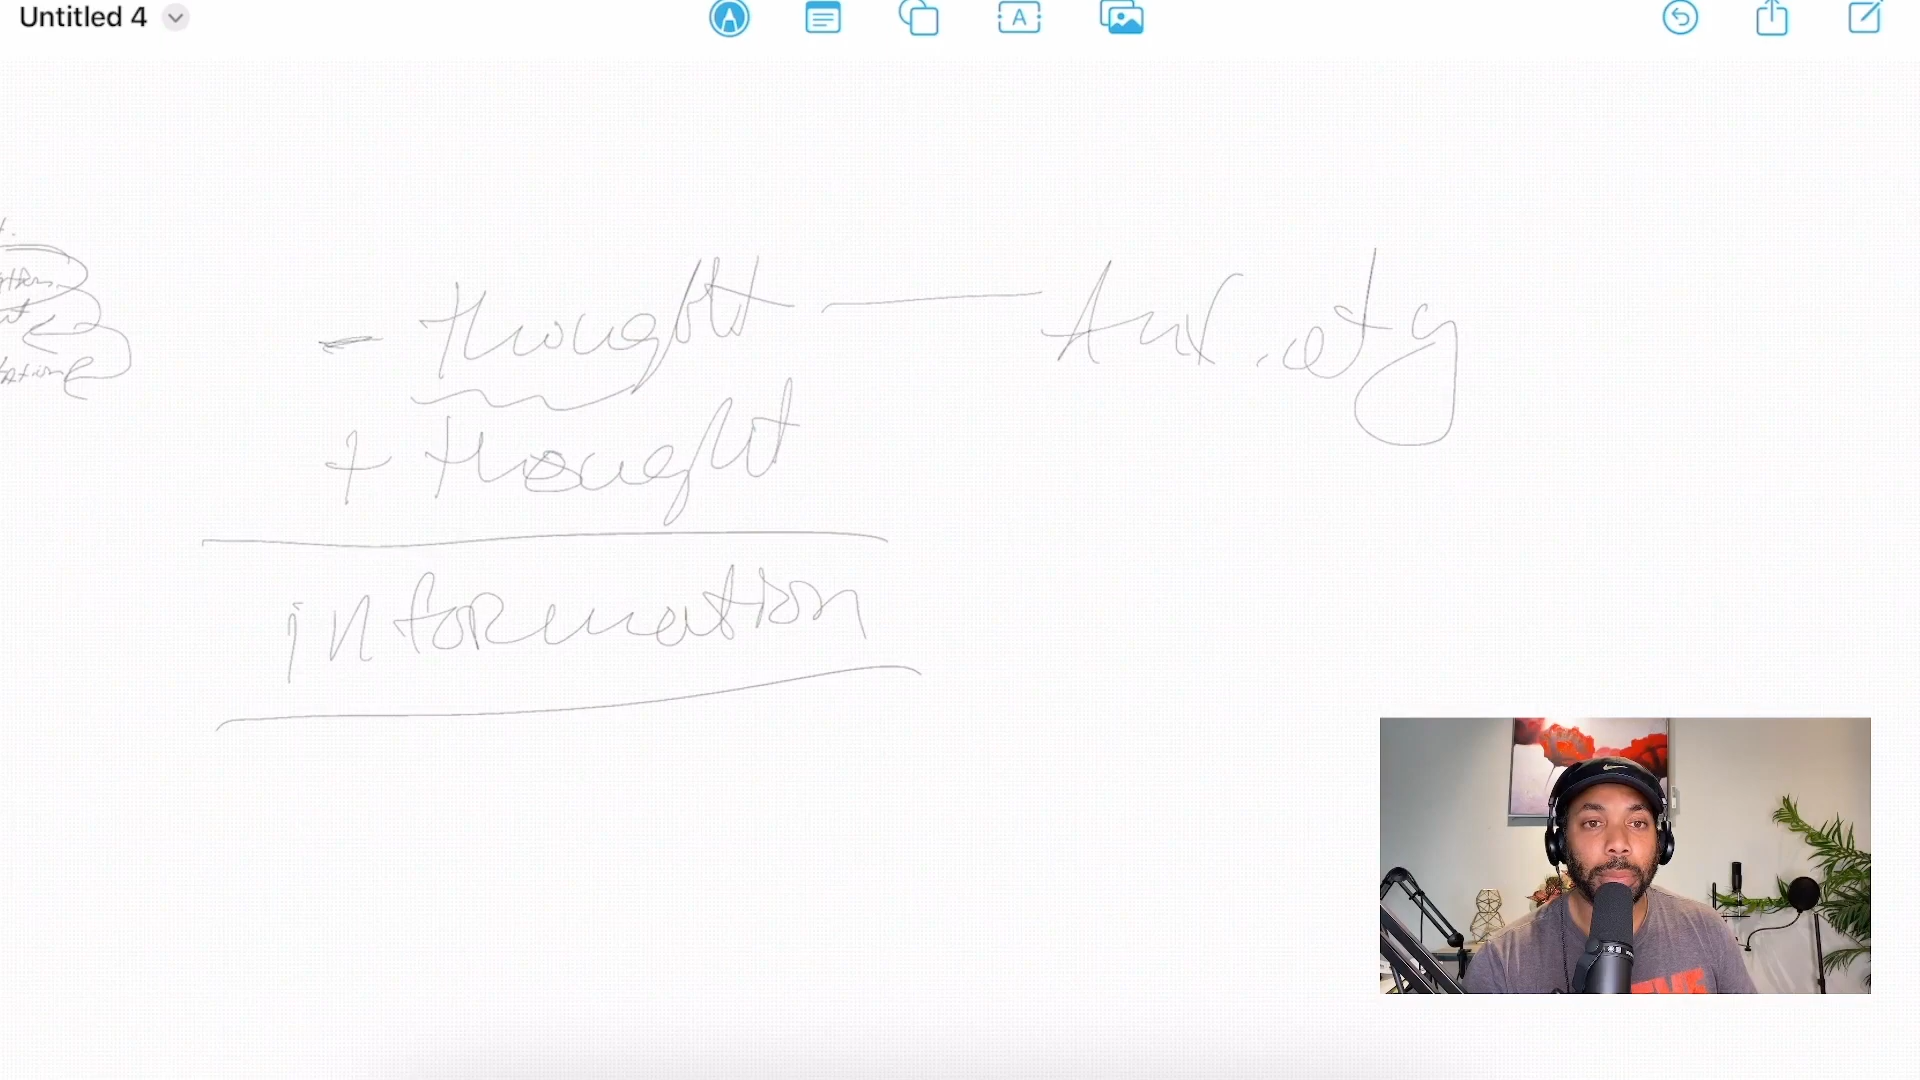 Untitled 4
- thought — Anxiety
+ thought
information